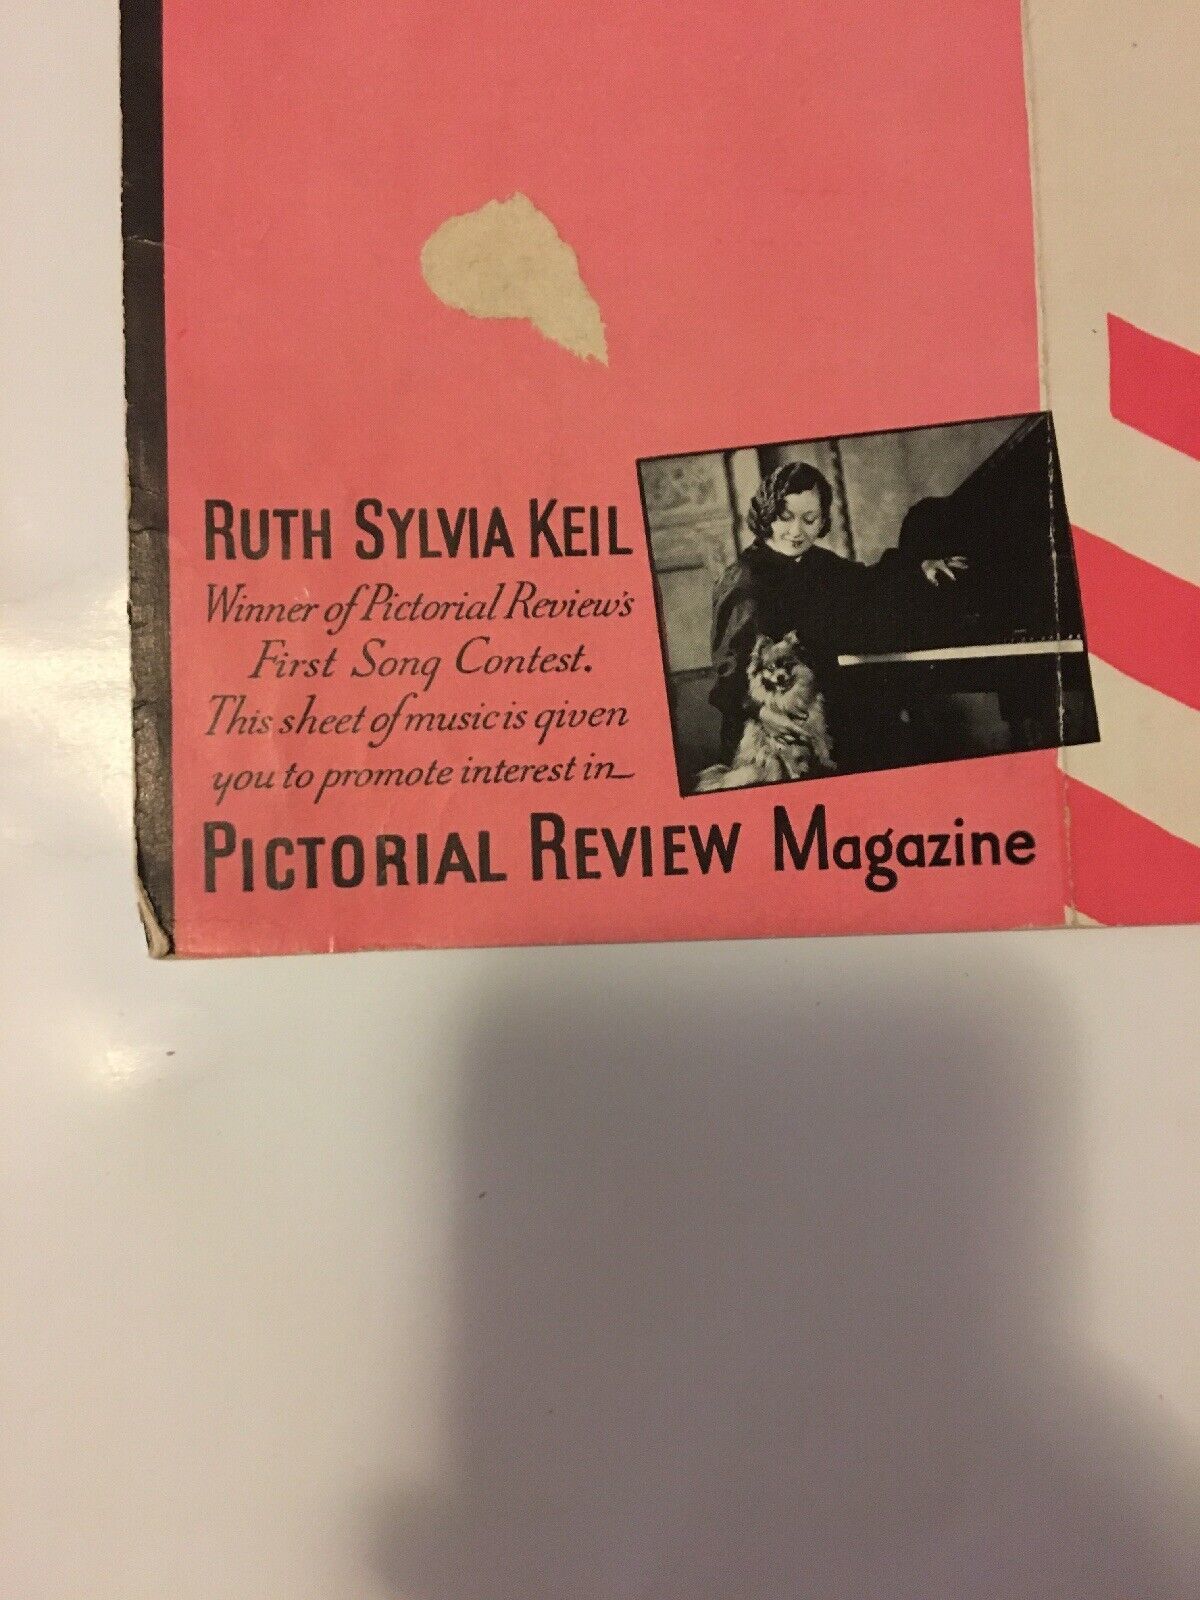 RUTH SYLVIA KEIL
Winner of Pictorial Review's
First Song Contest.
This sheet of music is given
you to promote interest in
PICTORIAL REVIEW Magazine